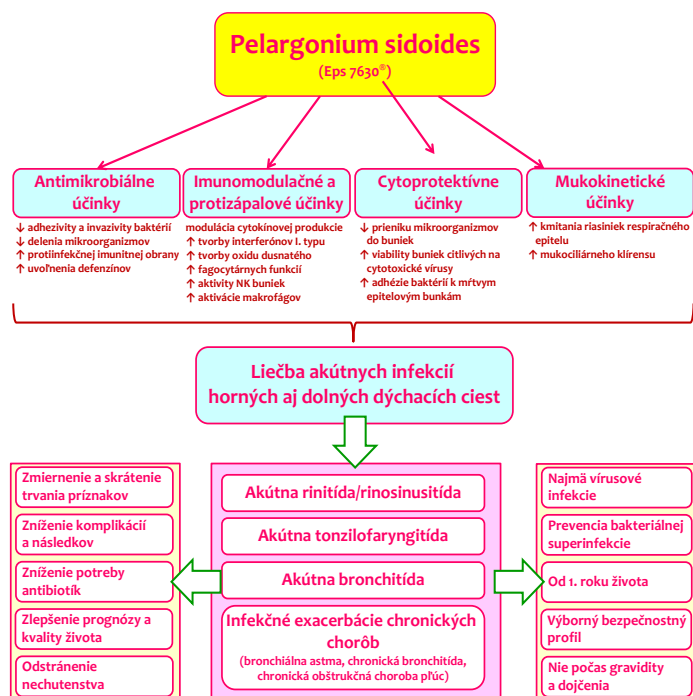 Pelargonium sidoides
(Eps 7630®)
Antimikrobiálne
účinky
↓ adhezivity a invazivity baktérií
↓ delenia mikroorganizmov
↑ protiinfekčnej imunitnej obrany
↑ uvoľnenia defenzínov
Imunomodulačné a
protizápalové účinky
modulácia cytokínovej produkcie
↑ tvorby interferónov I. typu
↑ tvorby oxidu dusnatého
↑ fagocytárnych funkcií
↑ aktivity NK buniek
↑ aktivácie makrofágov
Cytoprotektívne
účinky
↓ prieniku mikroorganizmov
do buniek
↑ viability buniek citlivých na
cytotoxické vírusy
↑ adhézie baktérií k mŕtvym
epitelovým bunkám
Mukokinetické
účinky
↑ kmitania riasiniek respiračného
epitelu
↑ mukociliárneho klírensu
Liečba akútnych infekcií
horných aj dolných dýchacích ciest
Zmiernenie a skrátenie
trvania príznakov
Zníženie komplikácií
a následkov
Zníženie potreby
antibiotík
Zlepšenie prognózy a
kvality života
Odstránenie
nechutenstva
Akútna rinitída/rinosinusitída
Akútna tonzilofaryngitída
Akútna bronchitída
Infekčné exacerbácie chronických
chorôb
(bronchiálna astma, chronická bronchitída,
chronická obštrukčná choroba pľúc)
Najmä vírusové
infekcie
Prevencia bakteriálnej
superinfekcie
Od 1. roku života
Výborný bezpečnostný
profil
Nie počas gravidity
a dojčenia